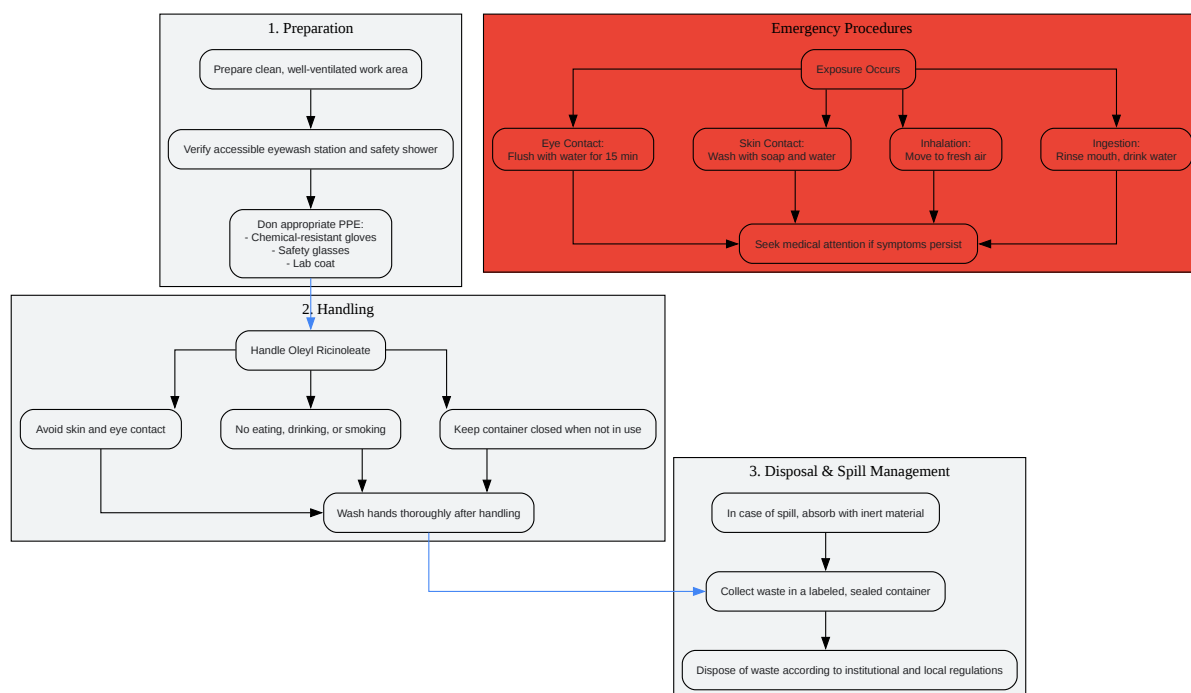 1. Preparation
Prepare clean, well-ventilated work area
Verify accessible eyewash station and safety shower
Don appropriate PPE:
- Chemical-resistant gloves
- Safety glasses
- Lab coat
Emergency Procedures
Exposure Occurs
Eye Contact:
Flush with water for 15 min
Skin Contact:
Wash with soap and water
Inhalation:
Move to fresh air
Ingestion:
Rinse mouth, drink water
Seek medical attention if symptoms persist
2. Handling
Handle Oleyl Ricinoleate
Avoid skin and eye contact
No eating, drinking, or smoking
Keep container closed when not in use
Wash hands thoroughly after handling
3. Disposal & Spill Management
In case of spill, absorb with inert material
Collect waste in a labeled, sealed container
Dispose of waste according to institutional and local regulations